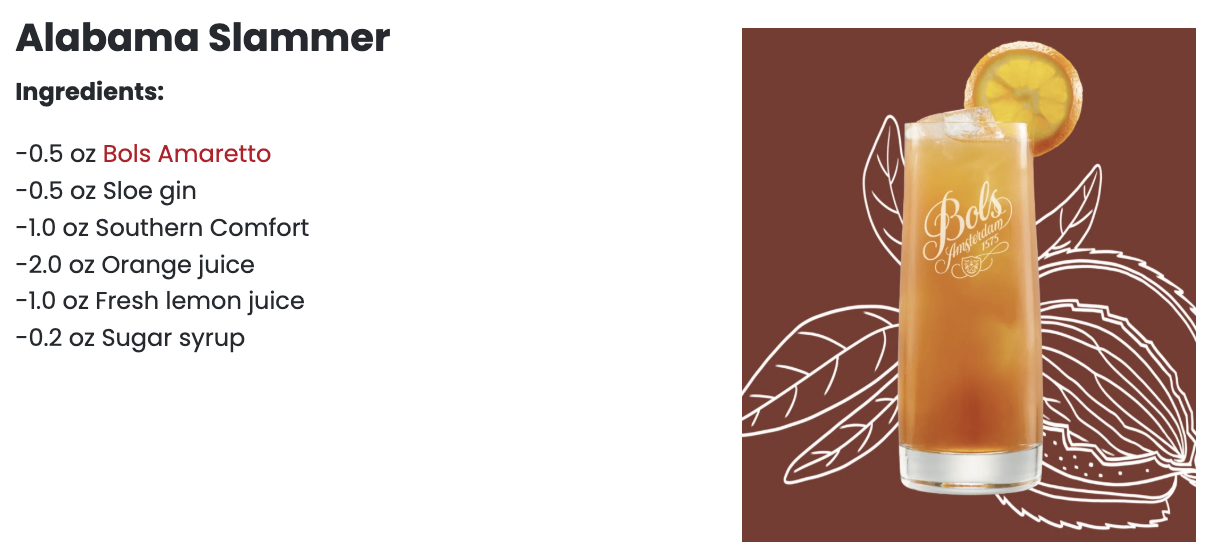 Alabama Slammer
Ingredients:
-0.5 oz Bols Amaretto
-0.5 oz Sloe gin
-1.0 oz Southern Comfort
-2.0 oz Orange juice
-1.0 oz Fresh lemon juice
-0.2 oz Sugar syrup
Bols
Amsterdam
1575